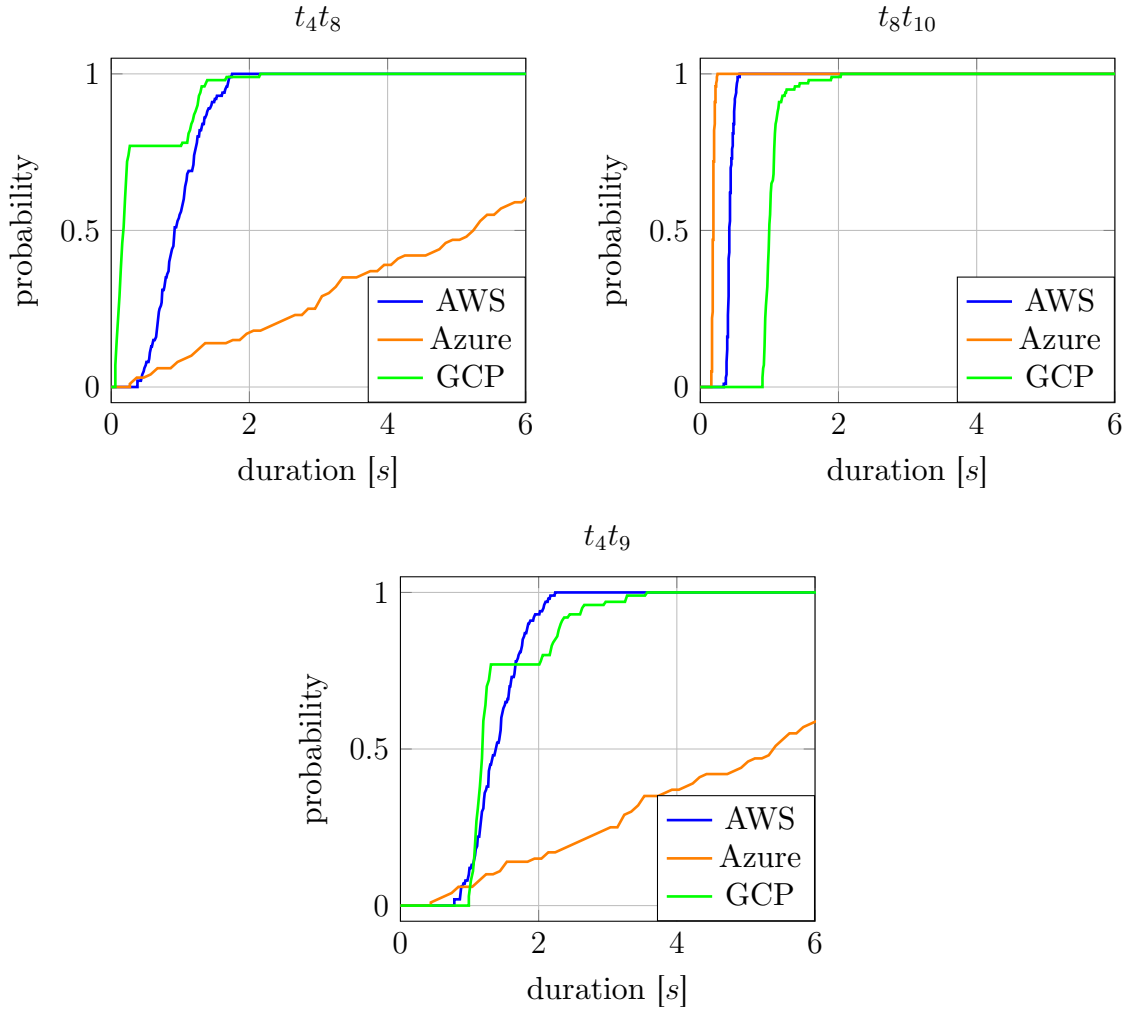 t₄t₈
probability
1
0.5
0
0 2 4 6
duration [s]
AWS
Azure
GCP
t₈t₁₀
probability
1
0.5
0
0 2 4 6
duration [s]
AWS
Azure
GCP
t₄t₉
probability
1
0.5
0
0 2 4 6
duration [s]
AWS
Azure
GCP